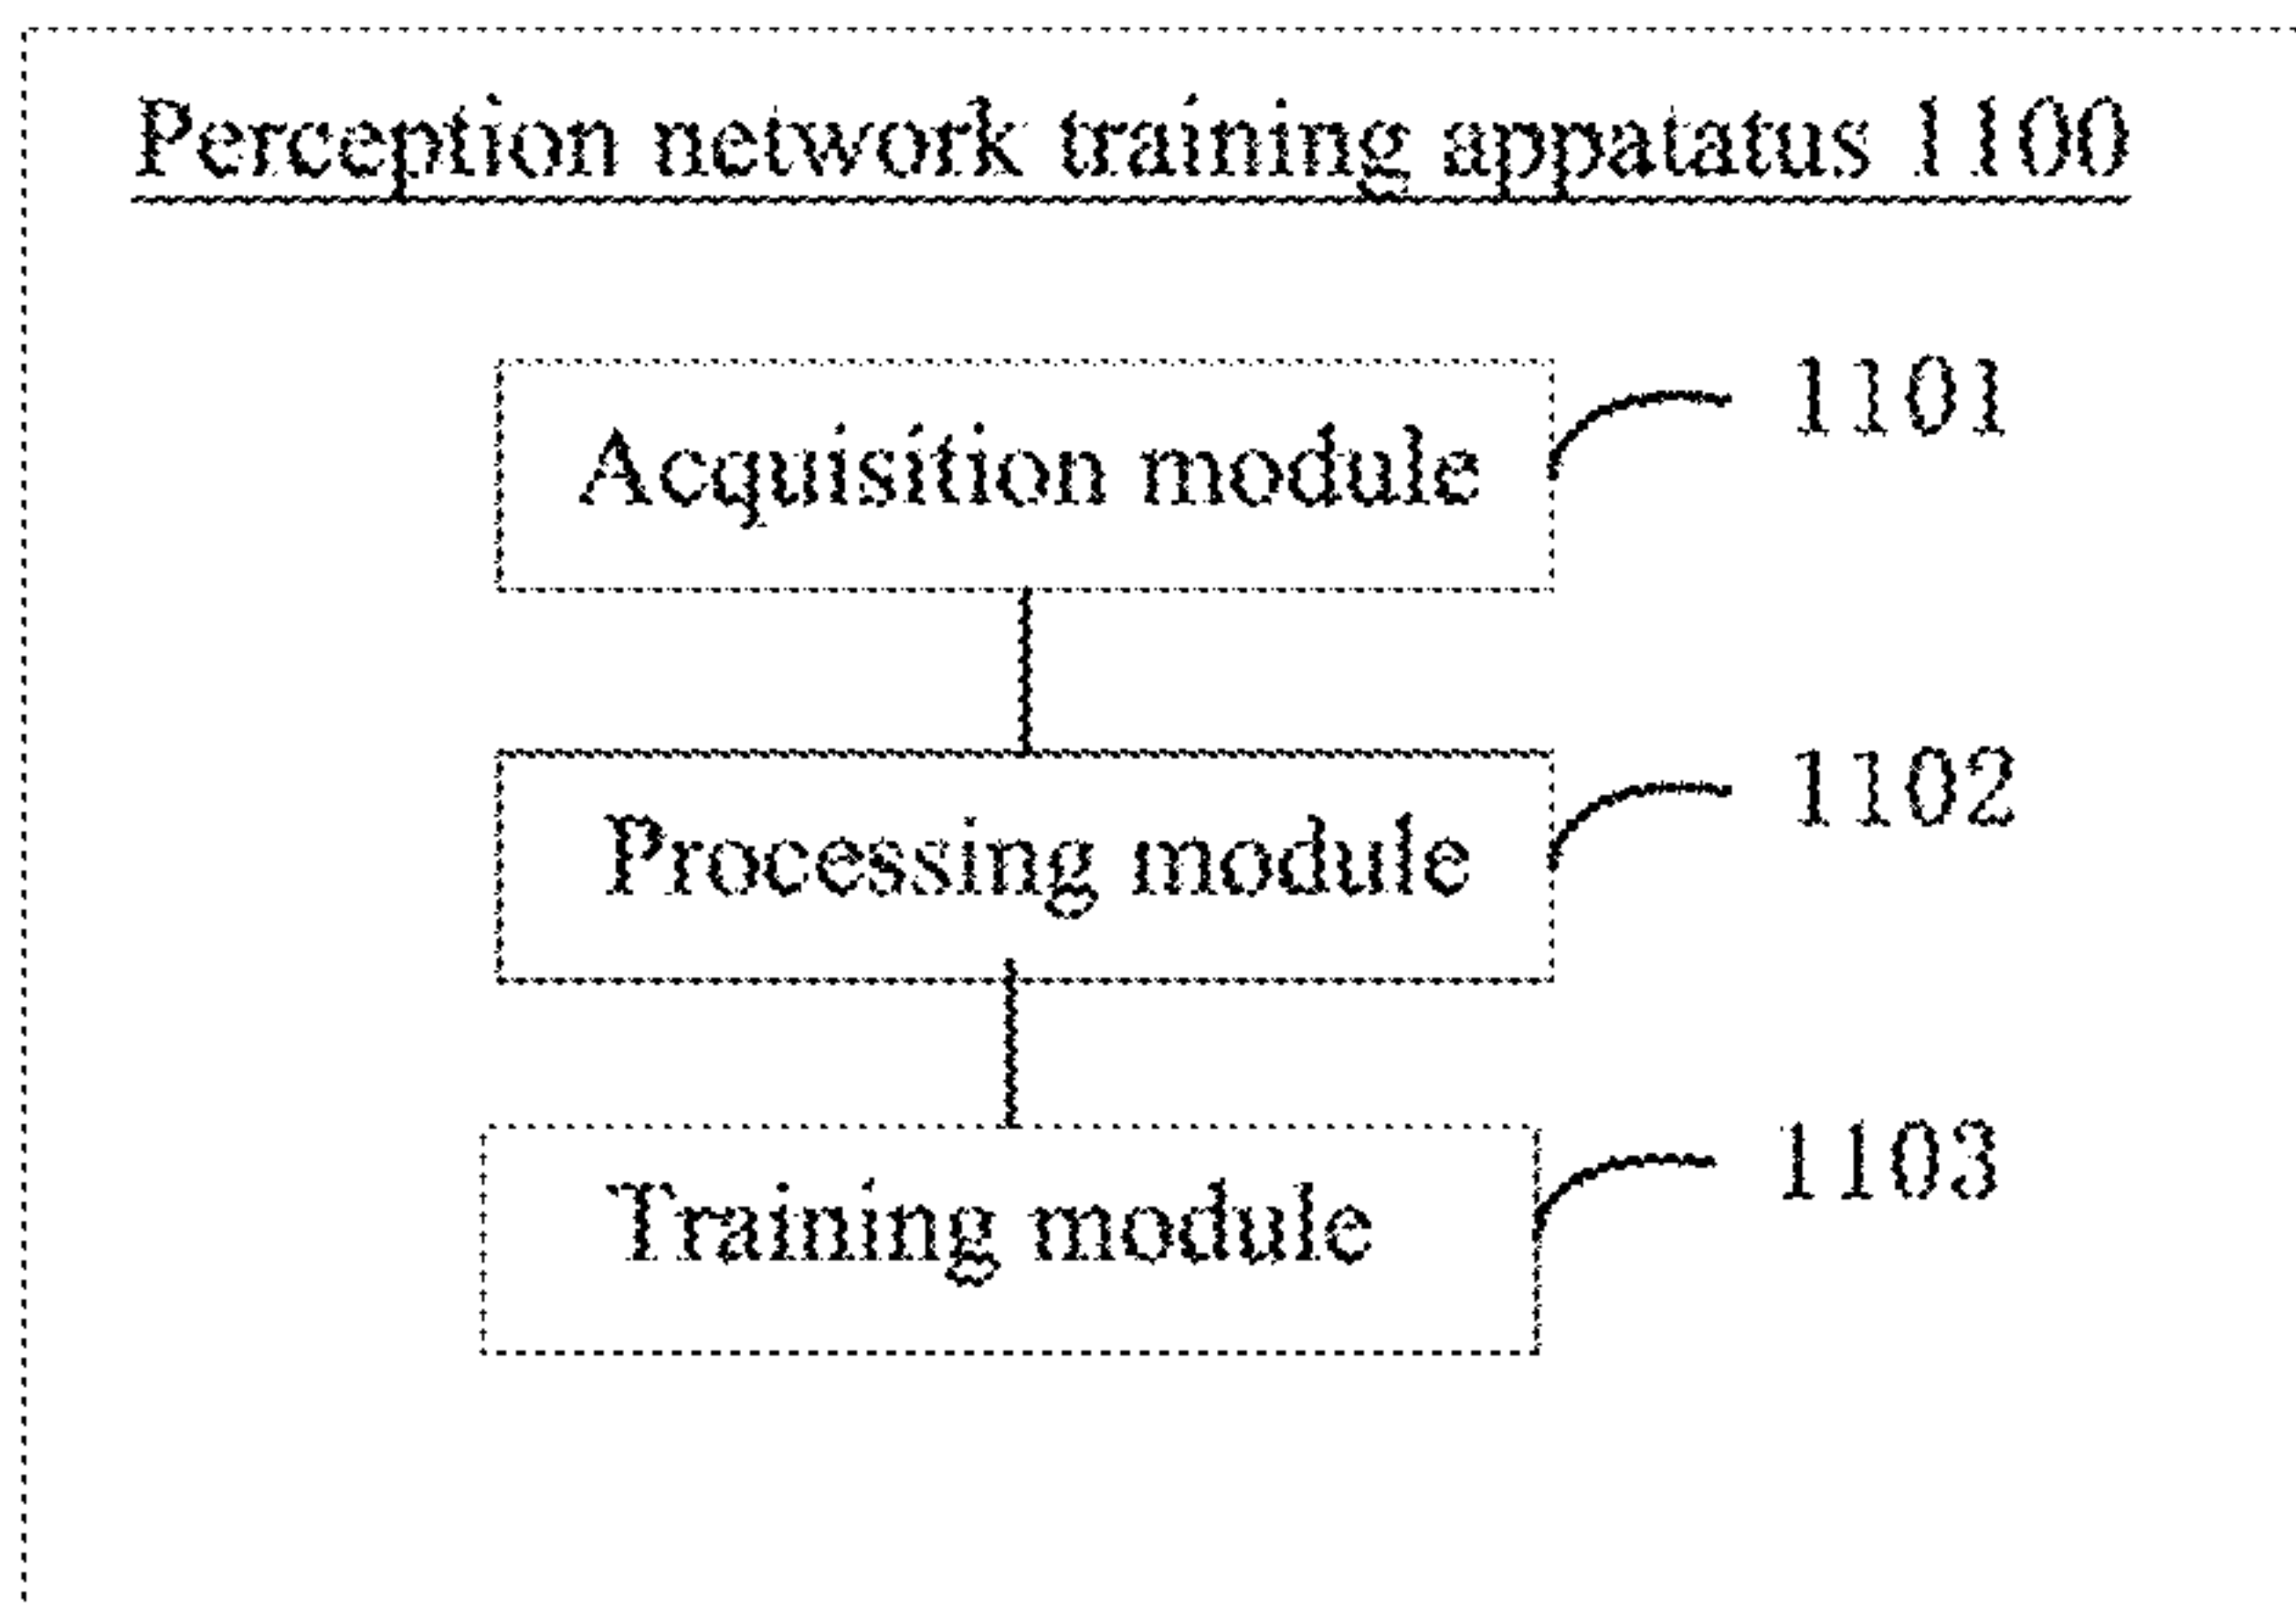 Perception network training appatatus 1100
Acquisition module
1101
Processing module
1102
Training module
1103